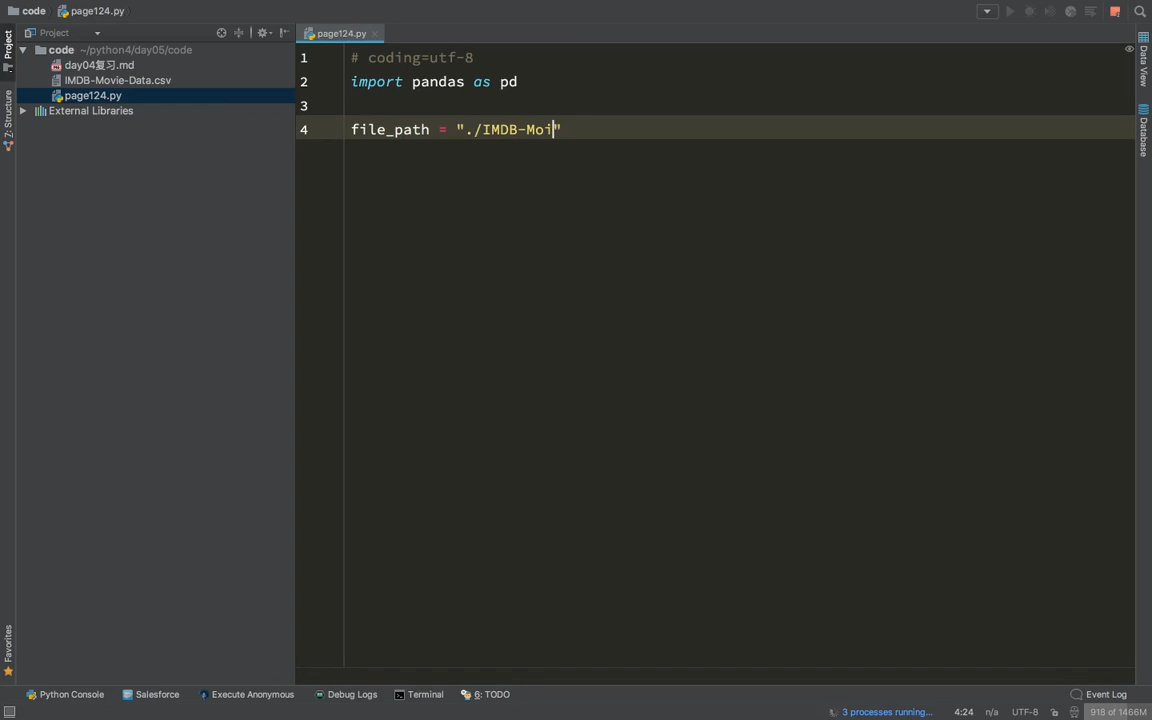 code page124.py
Project
page124.py
Project
code ~/python4/day05/code
day04复习.md
IMDB-Movie-Data.csv
page124.py
External Libraries
1 # coding=utf-8
2 import pandas as pd
3
4 file_path = "./IMDB-Moi"
Z: Structure
Favorites
Data View
Database
Python Console Salesforce Execute Anonymous Debug Logs Terminal 6: TODO Event Log
3 processes running... 4:24 n/a UTF-8 918 of 1466M